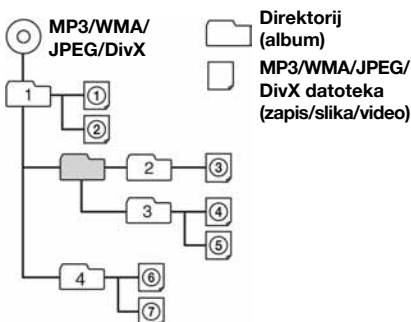 MP3/WMA/
JPEG/DivX
Direktorij
(album)
MP3/WMA/JPEG/
DivX datoteka
(zapis/slika/video)
1
①
②
2
③
3
④
⑤
4
⑥
⑦